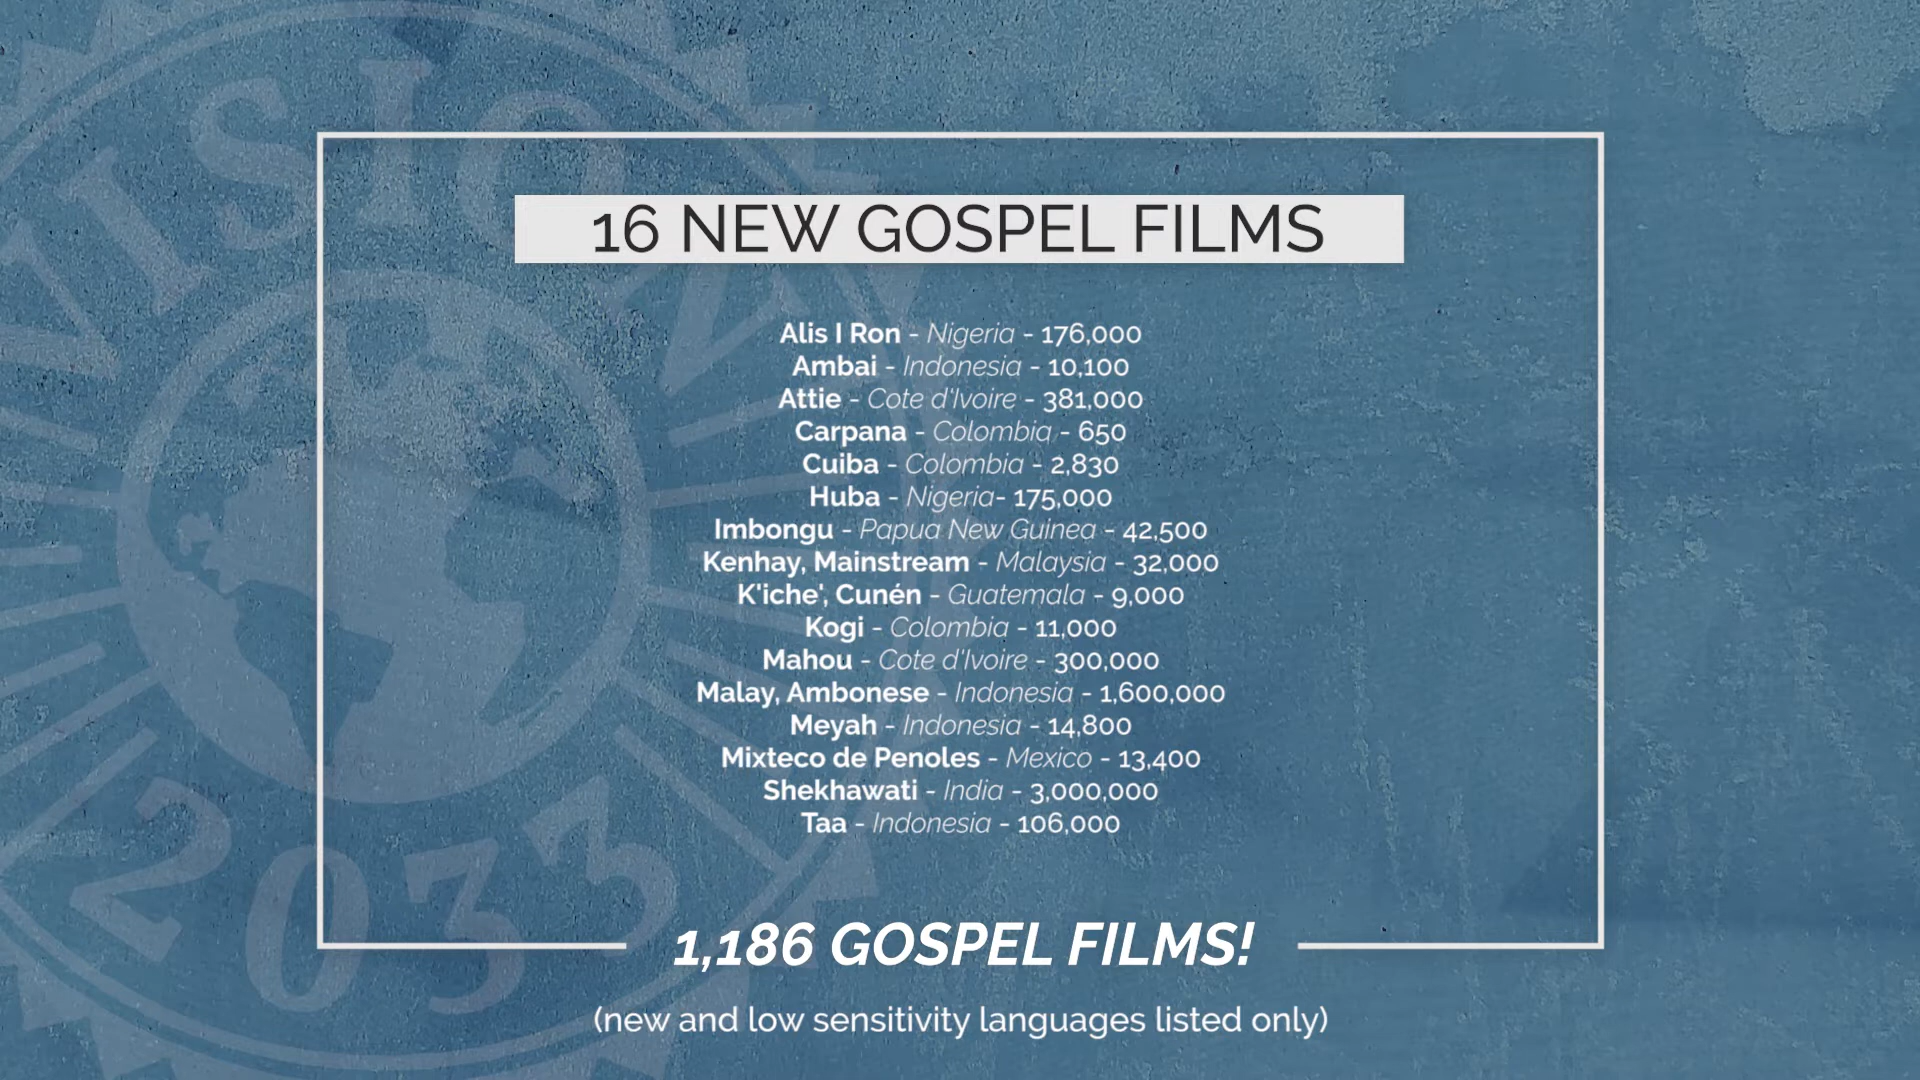 VISION 2033
16 NEW GOSPEL FILMS
Alis I Ron - Nigeria - 176,000
Ambai - Indonesia - 10,100
Attie - Cote d'Ivoire - 381,000
Carpana - Colombia - 650
Cuiba - Colombia - 2,830
Huba - Nigeria- 175,000
Imbongu - Papua New Guinea - 42,500
Kenhay, Mainstream - Malaysia - 32,000
K'iche', Cunén - Guatemala - 9,000
Kogi - Colombia - 11,000
Mahou - Cote d'Ivoire - 300,000
Malay, Ambonese - Indonesia - 1,600,000
Meyah - Indonesia - 14,800
Mixteco de Penoles - Mexico - 13,400
Shekhawati - India - 3,000,000
Taa - Indonesia - 106,000
1,186 GOSPEL FILMS!
(new and low sensitivity languages listed only)